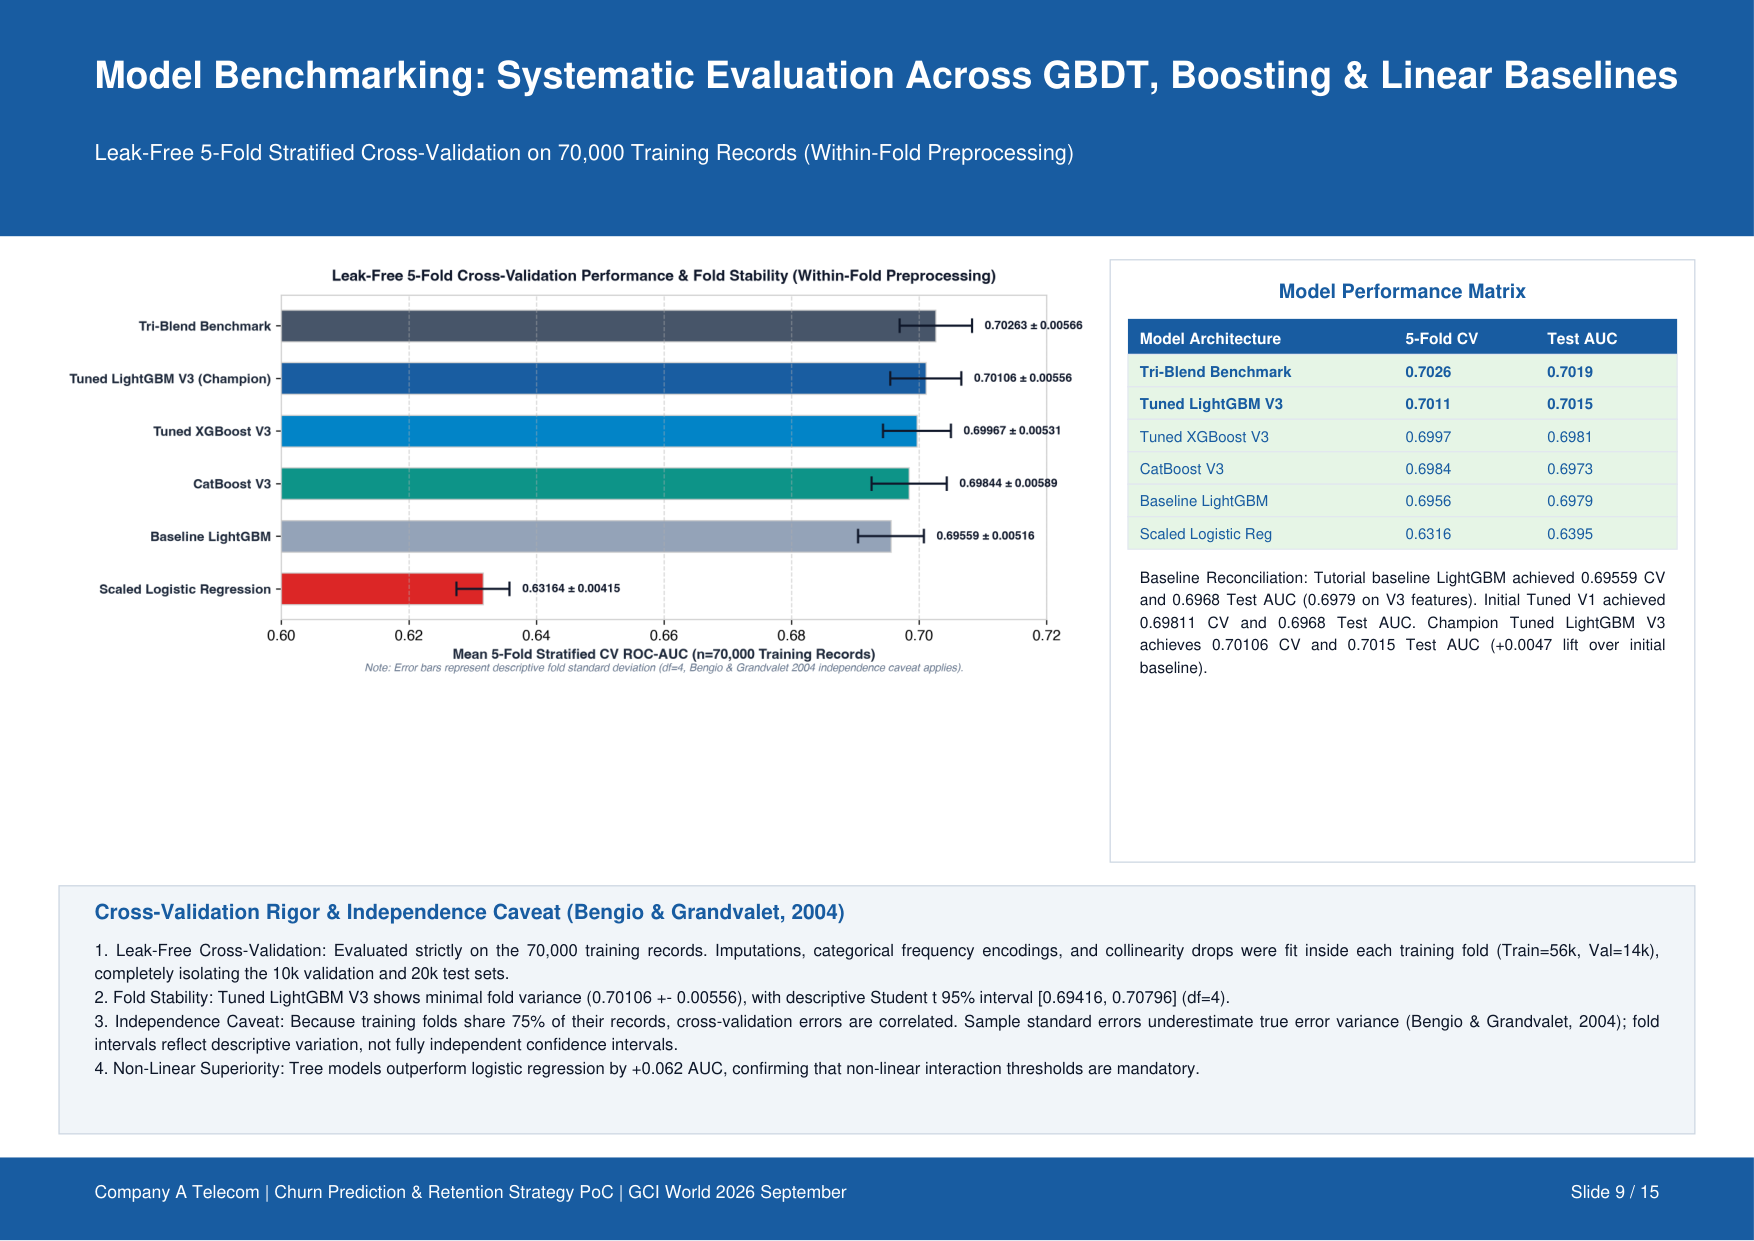 Model Benchmarking: Systematic Evaluation Across GBDT, Boosting & Linear Baselines
Leak-Free 5-Fold Stratified Cross-Validation on 70,000 Training Records (Within-Fold Preprocessing)
Leak-Free 5-Fold Cross-Validation Performance & Fold Stability (Within-Fold Preprocessing)
Tri-Blend Benchmark 0.70263 ± 0.00566
Tuned LightGBM V3 (Champion) 0.70106 ± 0.00556
Tuned XGBoost V3 0.69967 ± 0.00531
CatBoost V3 0.69844 ± 0.00589
Baseline LightGBM 0.69559 ± 0.00516
Scaled Logistic Regression 0.63164 ± 0.00415
0.60 0.62 0.64 0.66 0.68 0.70 0.72
Mean 5-Fold Stratified CV ROC-AUC (n=70,000 Training Records)
Note: Error bars represent descriptive fold standard deviation (df=4, Bengio & Grandvalet 2004 independence caveat applies).
Model Performance Matrix
Model Architecture 5-Fold CV Test AUC
Tri-Blend Benchmark 0.7026 0.7019
Tuned LightGBM V3 0.7011 0.7015
Tuned XGBoost V3 0.6997 0.6981
CatBoost V3 0.6984 0.6973
Baseline LightGBM 0.6956 0.6979
Scaled Logistic Reg 0.6316 0.6395
Baseline Reconciliation: Tutorial baseline LightGBM achieved 0.69559 CV
and 0.6968 Test AUC (0.6979 on V3 features). Initial Tuned V1 achieved
0.69811 CV and 0.6968 Test AUC. Champion Tuned LightGBM V3
achieves 0.70106 CV and 0.7015 Test AUC (+0.0047 lift over initial
baseline).
Cross-Validation Rigor & Independence Caveat (Bengio & Grandvalet, 2004)
1. Leak-Free Cross-Validation: Evaluated strictly on the 70,000 training records. Imputations, categorical frequency encodings, and collinearity drops were fit inside each training fold (Train=56k, Val=14k),
completely isolating the 10k validation and 20k test sets.
2. Fold Stability: Tuned LightGBM V3 shows minimal fold variance (0.70106 +- 0.00556), with descriptive Student t 95% interval [0.69416, 0.70796] (df=4).
3. Independence Caveat: Because training folds share 75% of their records, cross-validation errors are correlated. Sample standard errors underestimate true error variance (Bengio & Grandvalet, 2004); fold
intervals reflect descriptive variation, not fully independent confidence intervals.
4. Non-Linear Superiority: Tree models outperform logistic regression by +0.062 AUC, confirming that non-linear interaction thresholds are mandatory.
Company A Telecom | Churn Prediction & Retention Strategy PoC | GCI World 2026 September
Slide 9 / 15